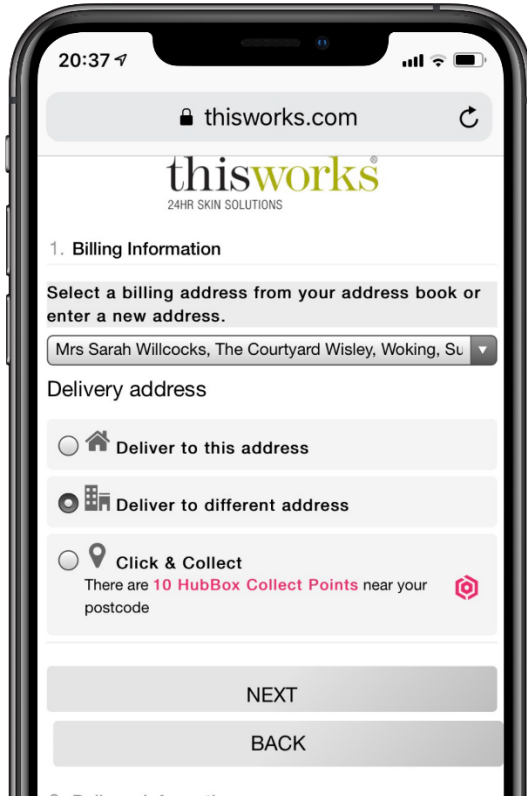 20:37
thisworks.com
thisworks®
24HR SKIN SOLUTIONS
1. Billing Information
Select a billing address from your address book or
enter a new address.
Mrs Sarah Willcocks, The Courtyard Wisley, Woking, Su
Delivery address
Deliver to this address
Deliver to different address
Click & Collect
There are 10 HubBox Collect Points near your
postcode
NEXT
BACK